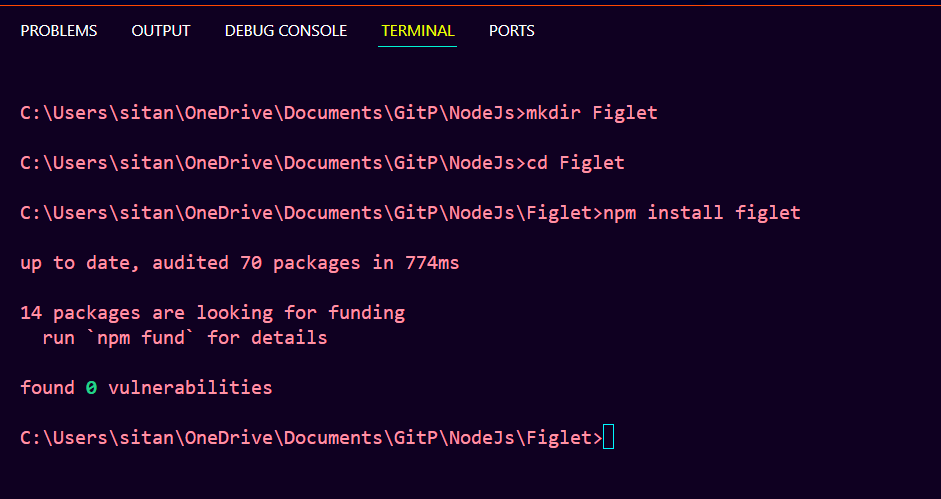 PROBLEMS OUTPUT DEBUG CONSOLE TERMINAL PORTS
C:\Users\sitan\OneDrive\Documents\GitP\NodeJs>mkdir Figlet
C:\Users\sitan\OneDrive\Documents\GitP\NodeJs>cd Figlet
C:\Users\sitan\OneDrive\Documents\GitP\NodeJs\Figlet>npm install figlet
up to date, audited 70 packages in 774ms
14 packages are looking for funding
  run `npm fund` for details
found 0 vulnerabilities
C:\Users\sitan\OneDrive\Documents\GitP\NodeJs\Figlet>